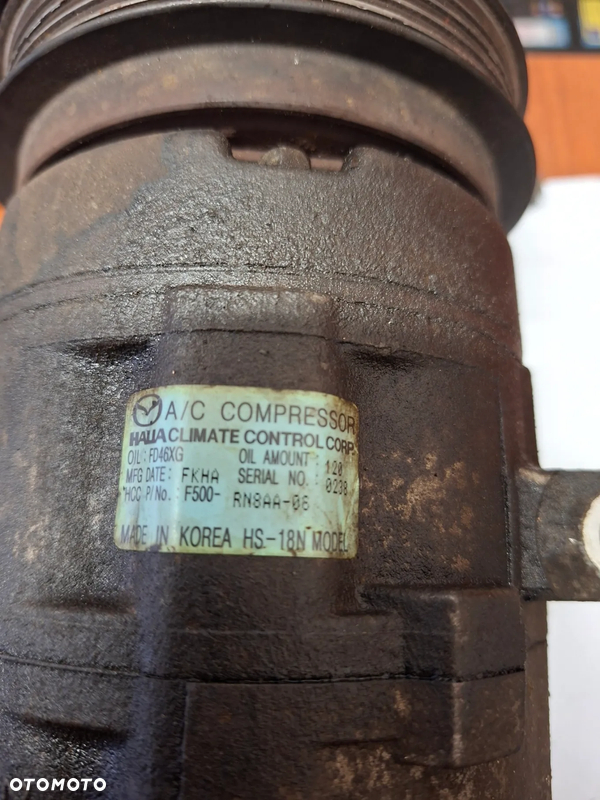 A/C COMPRESSOR
HALLA CLIMATE CONTROL CORP.
OIL : FD46XG OIL AMOUNT : 120
MFG DATE: FKHA SERIAL NO. : 0238
HCC P/No. : F500- RN8AA-06
MADE IN KOREA HS-18N MODEL
OTOMOTO